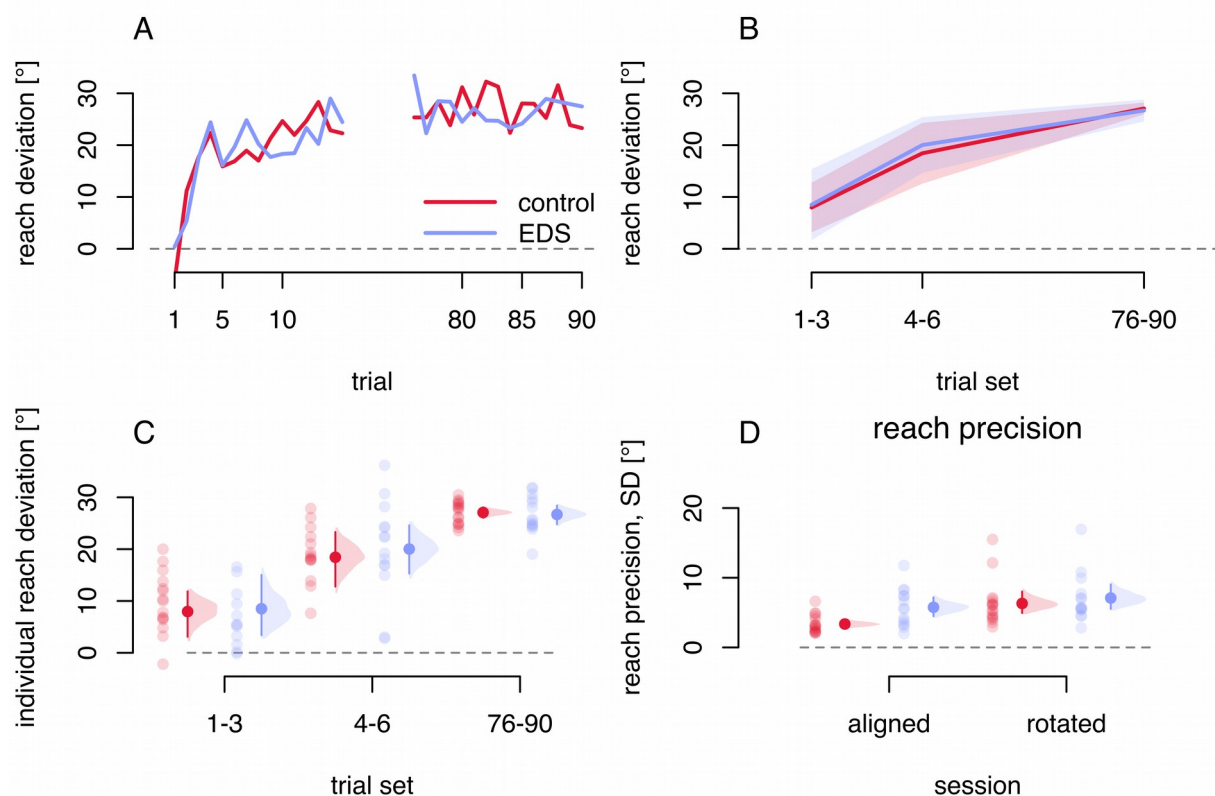 A
reach deviation [°]
30
20
10
0
control
EDS
1 5 10 80 85 90
trial
B
reach deviation [°]
30
20
10
0
1-3 4-6 76-90
trial set
C
individual reach deviation [°]
30
20
10
0
1-3 4-6 76-90
trial set
D
reach precision
reach precision, SD [°]
20
10
0
aligned rotated
session